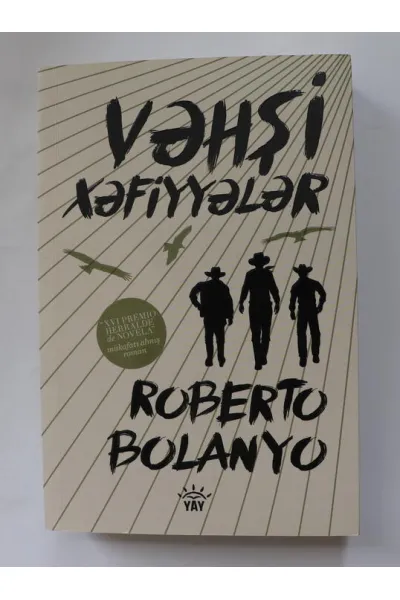 VƏHŞİ
XƏFİYYƏLƏR
"XVI PREMIO
HERRALDE
de NOVELA"
mükafatı almış
roman
ROBERTO
BOLANYO
YAY